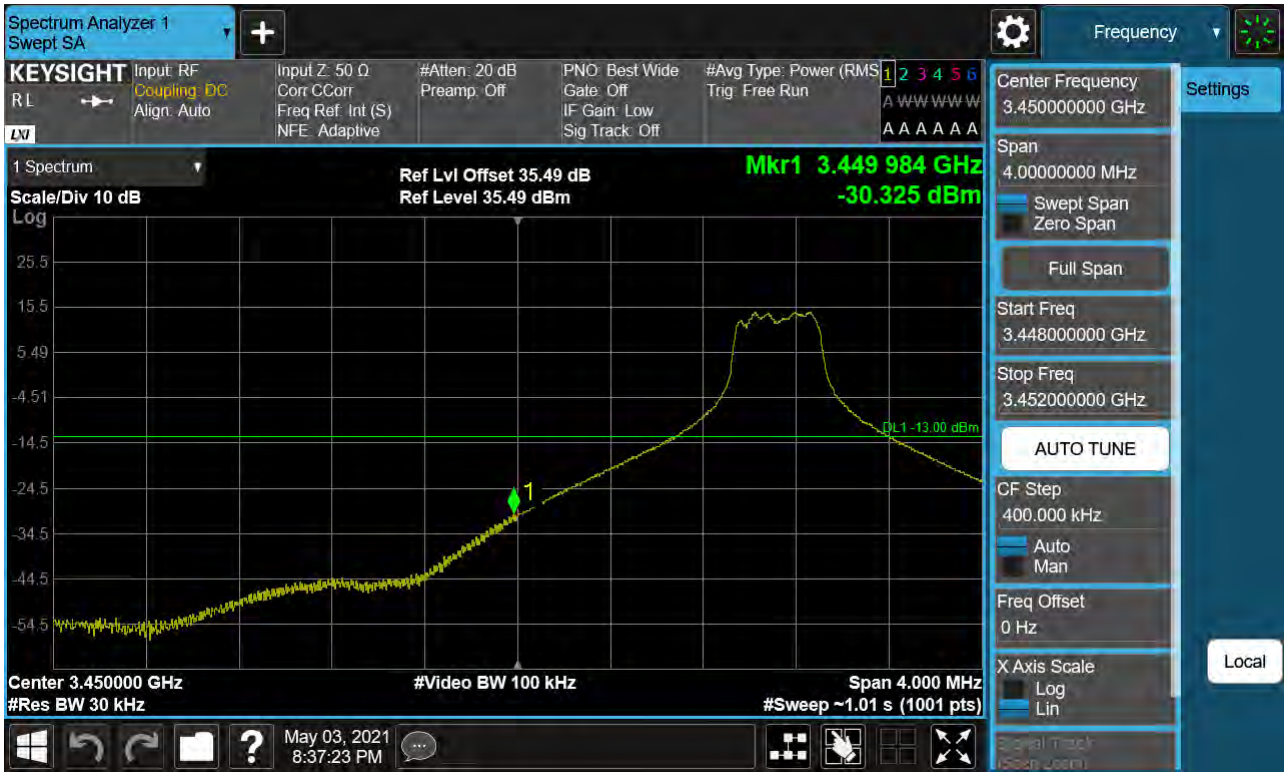 Spectrum Analyzer 1
Swept SA
+
Frequency
KEYSIGHT
RL
LXI
Input: RF
Coupling: DC
Align: Auto
Input Z: 50 Ω
Corr CCorr
Freq Ref: Int (S)
NFE: Adaptive
#Atten: 20 dB
Preamp: Off
PNO: Best Wide
Gate: Off
IF Gain: Low
Sig Track: Off
#Avg Type: Power (RMS
Trig: Free Run
1 2 3 4 5 6
A W W W W W
A A A A A A
1 Spectrum
Scale/Div 10 dB
Log
Ref Lvl Offset 35.49 dB
Ref Level 35.49 dBm
Mkr1 3.449 984 GHz
-30.325 dBm
25.5
15.5
5.49
-4.51
-14.5
-24.5
-34.5
-44.5
-54.5
DL1 -13.00 dBm
1
Center 3.450000 GHz
#Res BW 30 kHz
#Video BW 100 kHz
Span 4.000 MHz
#Sweep ~1.01 s (1001 pts)
Center Frequency
3.450000000 GHz
Span
4.00000000 MHz
Swept Span
Zero Span
Full Span
Start Freq
3.448000000 GHz
Stop Freq
3.452000000 GHz
AUTO TUNE
CF Step
400.000 kHz
Auto
Man
Freq Offset
0 Hz
X Axis Scale
Log
Lin
Signal Track
(Span Zoom)
Settings
Local
?
May 03, 2021
8:37:23 PM